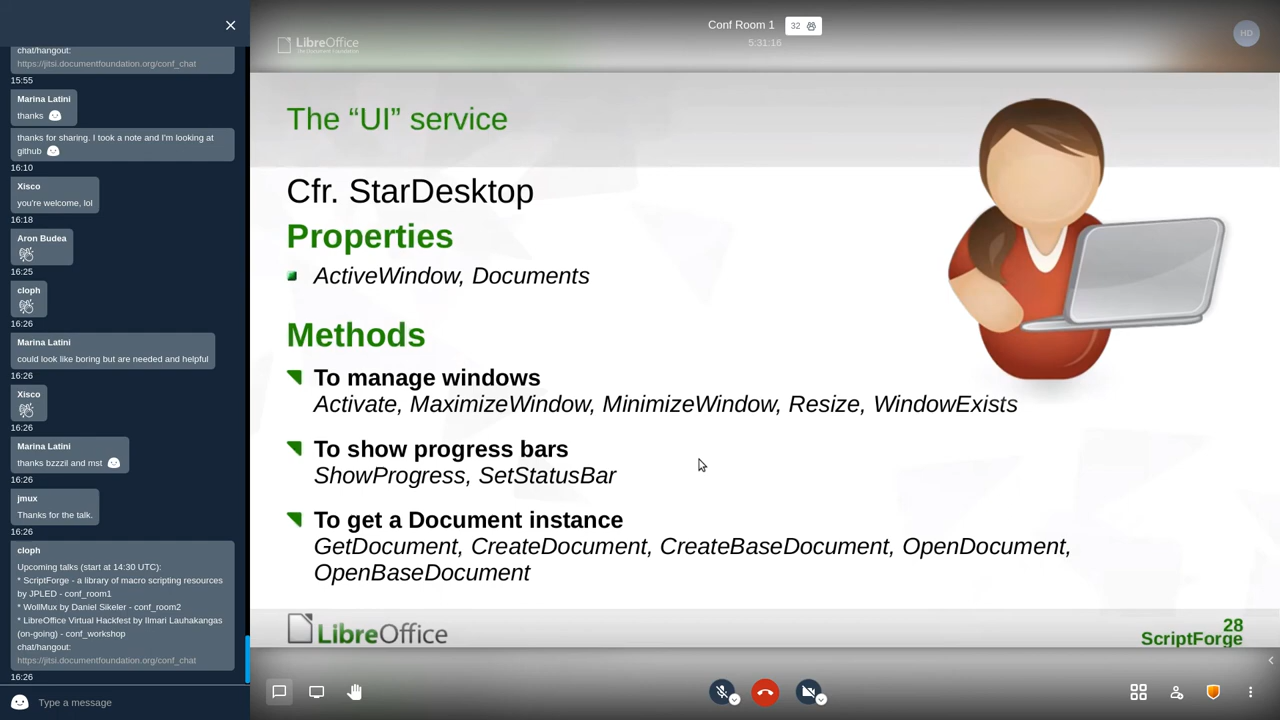 chat/hangout:
https://jitsi.documentfoundation.org/conf_chat
15:55
Marina Latini
thanks
thanks for sharing. I took a note and I'm looking at
github
16:10
Xisco
you're welcome, lol
16:18
Aron Budea
16:25
cloph
16:26
Marina Latini
could look like boring but are needed and helpful
16:26
Xisco
16:26
Marina Latini
thanks bzzzil and mst
16:26
jmux
Thanks for the talk.
16:26
cloph
Upcoming talks (start at 14:30 UTC):
* ScriptForge - a library of macro scripting resources
by JPLED - conf_room1
* WollMux by Daniel Sikeler - conf_room2
* LibreOffice Virtual Hackfest by Ilmari Lauhakangas
(on-going) - conf_workshop
chat/hangout:
https://jitsi.documentfoundation.org/conf_chat
16:26
Type a message
Conf Room 1
32
5:31:16
HD
LibreOffice
The Document Foundation
The “UI” service
Cfr. StarDesktop
Properties
ActiveWindow, Documents
Methods
To manage windows
Activate, MaximizeWindow, MinimizeWindow, Resize, WindowExists
To show progress bars
ShowProgress, SetStatusBar
To get a Document instance
GetDocument, CreateDocument, CreateBaseDocument, OpenDocument,
OpenBaseDocument
LibreOffice
28
ScriptForge